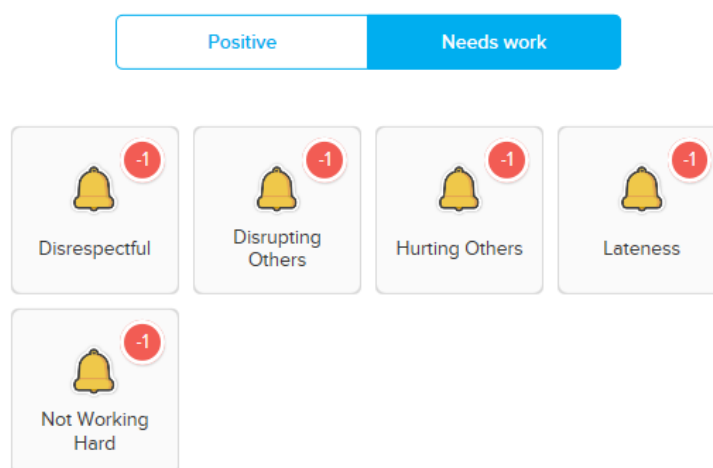 Positive
Needs work
-1
Disrespectful
-1
Disrupting
Others
-1
Hurting Others
-1
Lateness
-1
Not Working
Hard